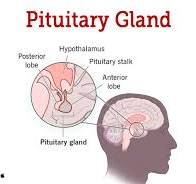 Pituitary Gland
Hypothalamus
Posterior
lobe
Pituitary stalk
Anterior
lobe
Pituitary gland